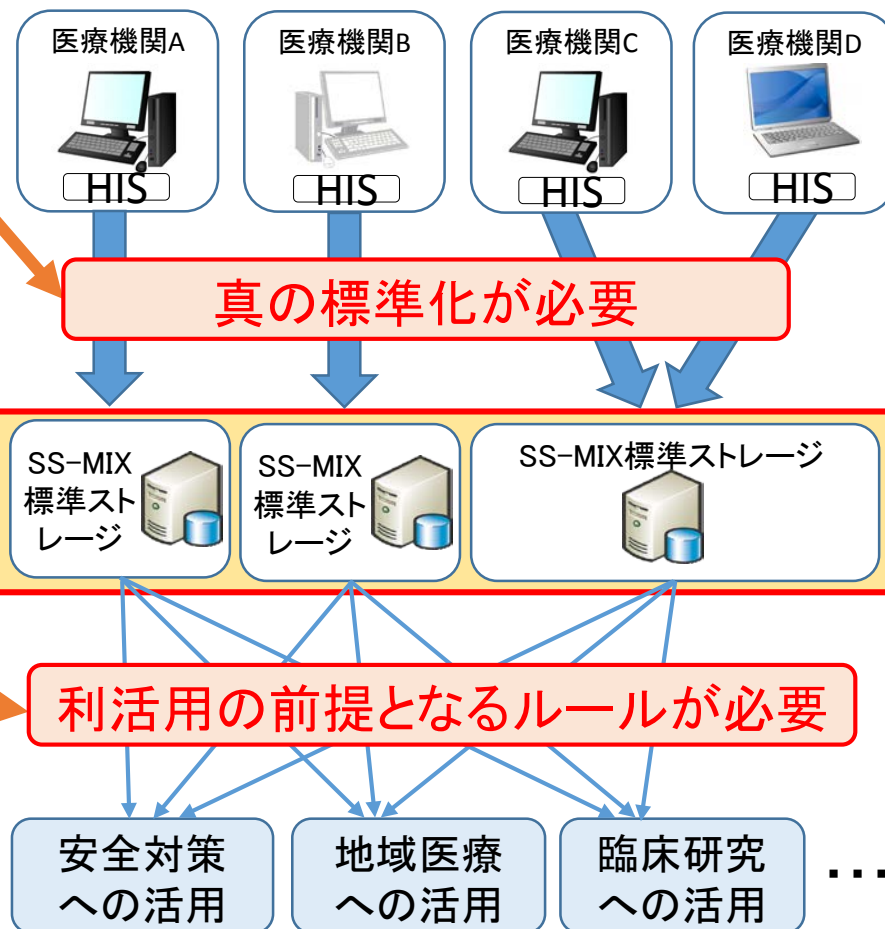 医療機関A
医療機関B
医療機関C
医療機関D
HIS
HIS
HIS
HIS
真の標準化が必要
SS-MIX
標準スト
レージ
SS-MIX
標準スト
レージ
SS-MIX標準ストレージ
利活用の前提となるルールが必要
安全対策
への活用
地域医療
への活用
臨床研究
への活用
…